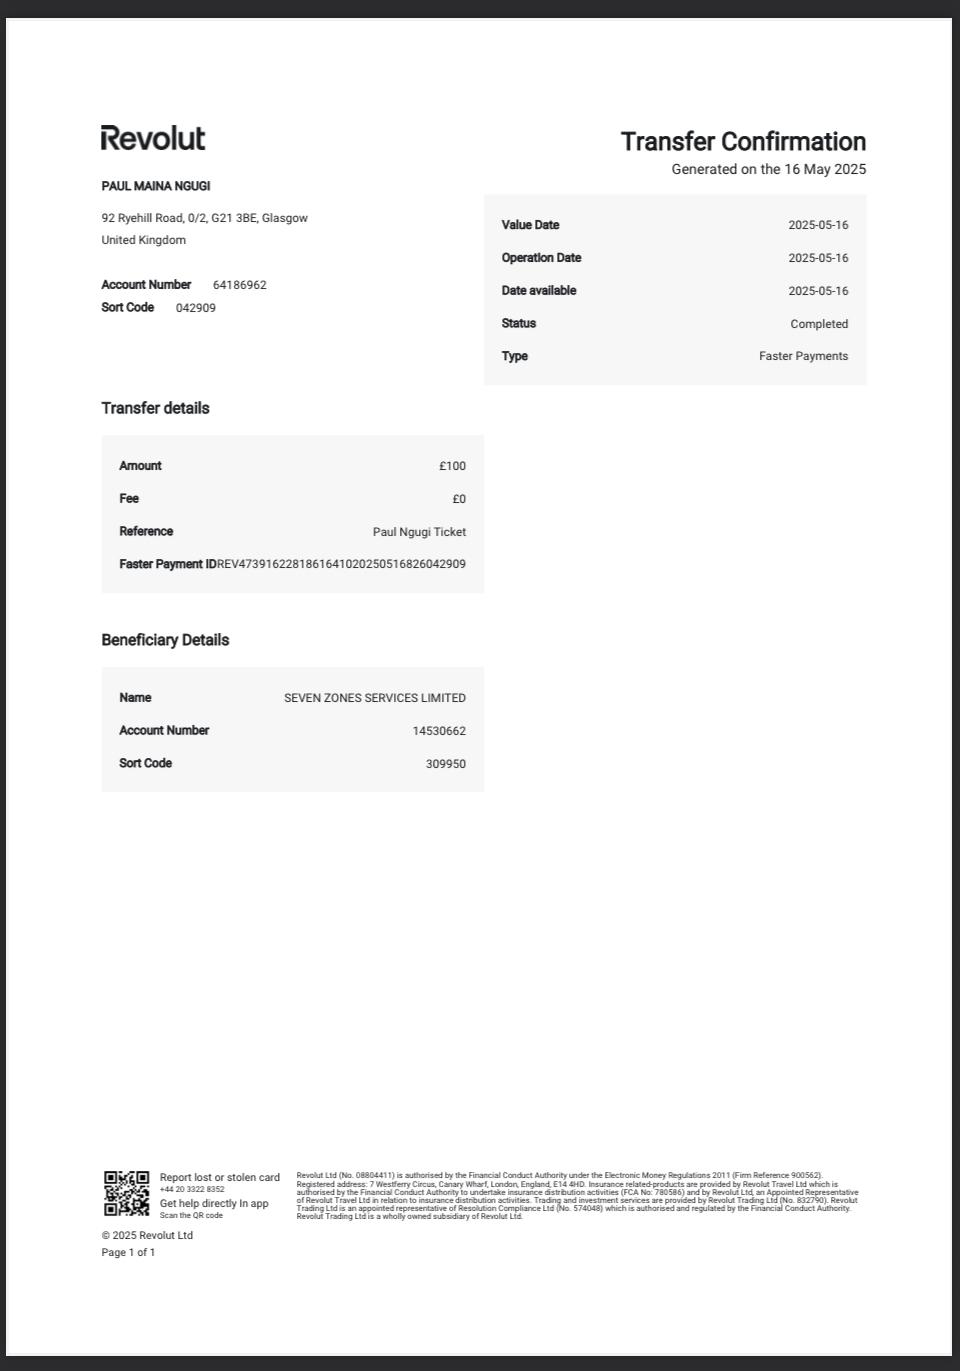 Revolut
Transfer Confirmation
Generated on the 16 May 2025
PAUL MAINA NGUGI
92 Ryehill Road, 0/2, G21 3BE, Glasgow
United Kingdom
Account Number 64186962
Sort Code 042909
Value Date 2025-05-16
Operation Date 2025-05-16
Date available 2025-05-16
Status Completed
Type Faster Payments
Transfer details
Amount £100
Fee £0
Reference Paul Ngugi Ticket
Faster Payment IDREV47391622818616410202505168260​42909
Beneficiary Details
Name SEVEN ZONES SERVICES LIMITED
Account Number 14530662
Sort Code 309950
Report lost or stolen card
+44 20 3322 8352
Get help directly In app
Scan the QR code
Revolut Ltd (No. 08804411) is authorised by the Financial Conduct Authority under the Electronic Money Regulations 2011 (Firm Reference 900562).
Registered address: 7 Westferry Circus, Canary Wharf, London, England, E14 4HD. Insurance related-products are provided by Revolut Travel Ltd which is
authorised by the Financial Conduct Authority to undertake insurance distribution activities (FCA No: 780586) and by Revolut Ltd, an Appointed Representative
of Revolut Travel Ltd in relation to insurance distribution activities. Trading and investment services are provided by Revolut Trading Ltd (No. 832790). Revolut
Trading Ltd is an appointed representative of Resolution Compliance Ltd (No. 574048) which is authorised and regulated by the Financial Conduct Authority.
Revolut Trading Ltd is a wholly owned subsidiary of Revolut Ltd.
© 2025 Revolut Ltd
Page 1 of 1